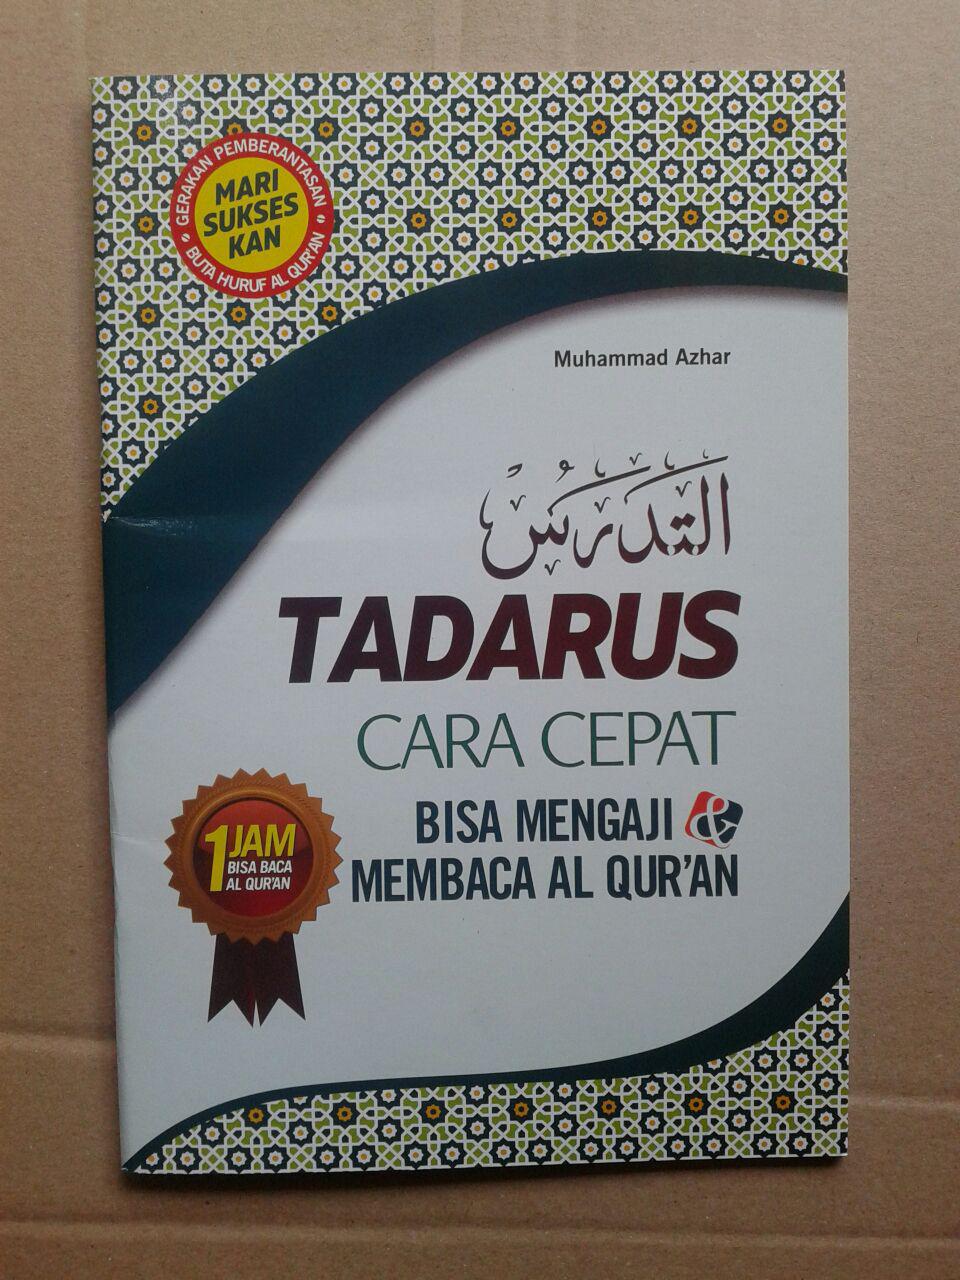 GERAKAN PEMBERANTASAN
MARI
SUKSES
KAN
BUTA HURUF AL QUR'AN
Muhammad Azhar
التدرس
TADARUS
CARA CEPAT
BISA MENGAJI &
MEMBACA AL QUR'AN
1 JAM
BISA BACA
AL QUR'AN